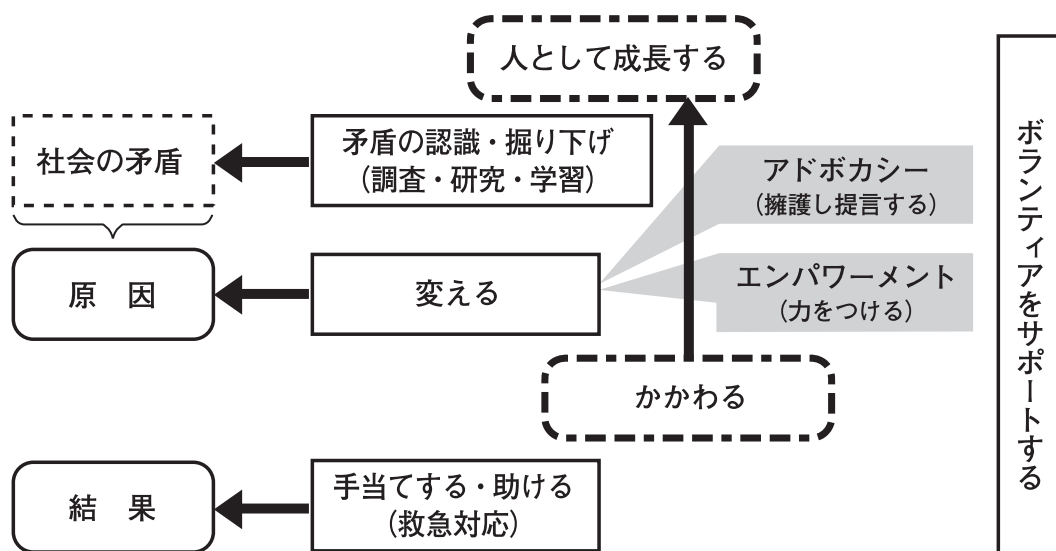 人として成長する
社会の矛盾
矛盾の認識・掘り下げ
（調査・研究・学習）
アドボカシー
（擁護し提言する）
原　因
変える
エンパワーメント
（力をつける）
かかわる
結　果
手当てする・助ける
（救急対応）
ボランティアをサポートする